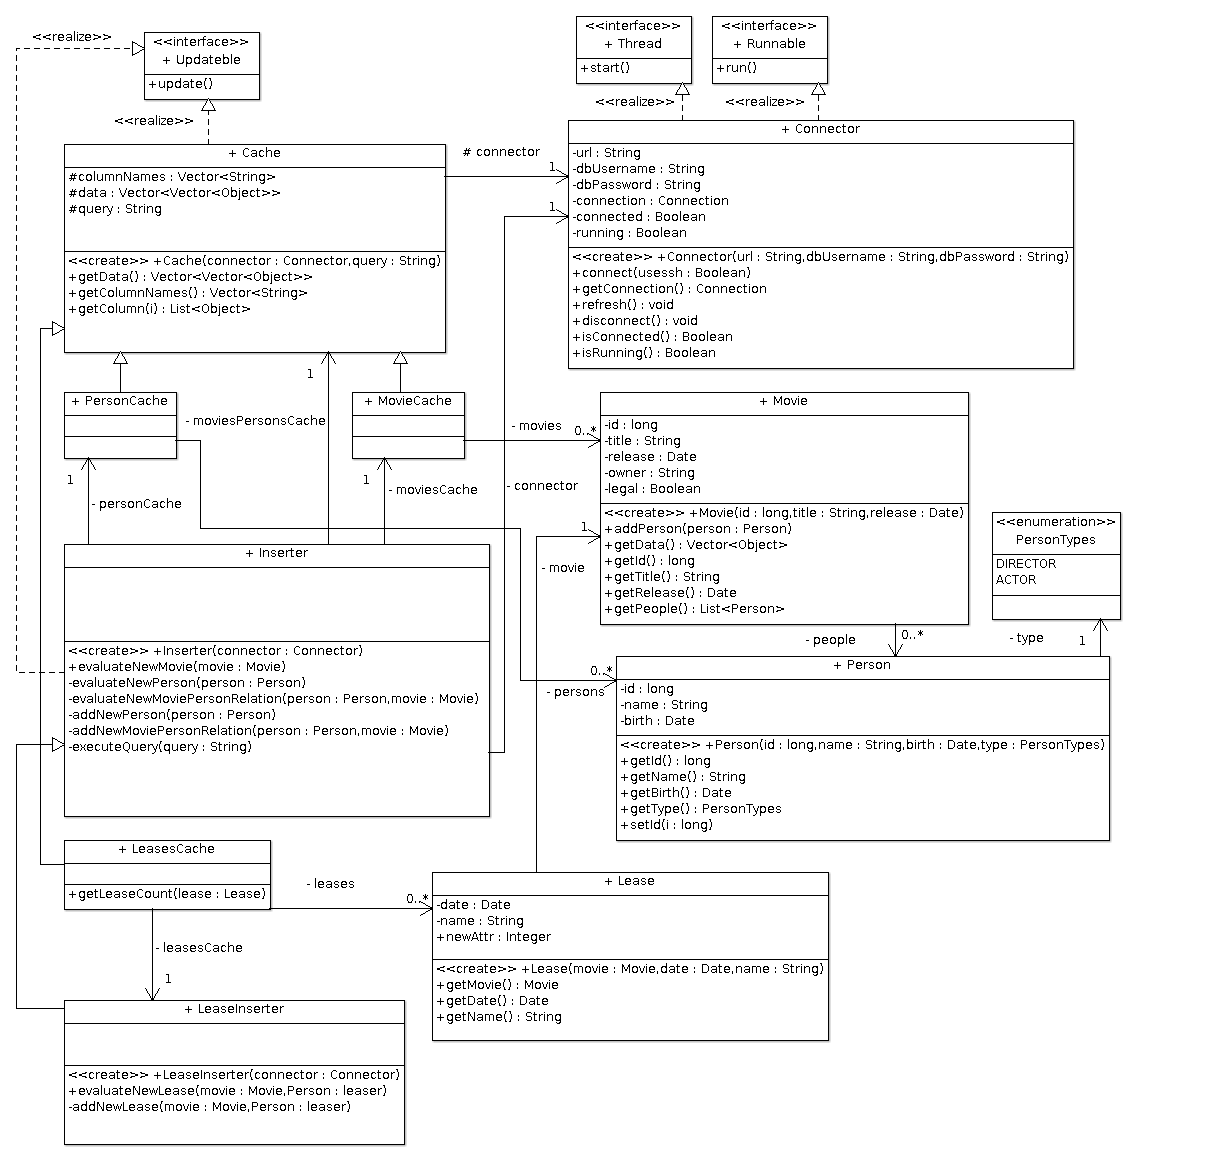 <<realize>>
<<interface>>
+ Updateble
+update()
<<realize>>
<<interface>>
+ Thread
+start()
<<interface>>
+ Runnable
+run()
<<realize>>
<<realize>>
+ Cache
#columnNames : Vector<String>
#data : Vector<Vector<Object>>
#query : String
<<create>> +Cache(connector : Connector,query : String)
+getData() : Vector<Vector<Object>>
+getColumnNames() : Vector<String>
+getColumn(i) : List<Object>
# connector
1
1
+ Connector
-url : String
-dbUsername : String
-dbPassword : String
-connection : Connection
-connected : Boolean
-running : Boolean
<<create>> +Connector(url : String,dbUsername : String,dbPassword : String)
+connect(usessh : Boolean)
+getConnection() : Connection
+refresh() : void
+disconnect() : void
+isConnected() : Boolean
+isRunning() : Boolean
1
+ PersonCache
- moviesPersonsCache
+ MovieCache
- movies
0..*
1
- personCache
1
- moviesCache
- connector
+ Movie
-id : long
-title : String
-release : Date
-owner : String
-legal : Boolean
<<create>> +Movie(id : long,title : String,release : Date)
+addPerson(person : Person)
+getData() : Vector<Object>
+getId() : long
+getTitle() : String
+getRelease() : Date
+getPeople() : List<Person>
1
- movie
<<enumeration>>
PersonTypes
DIRECTOR
ACTOR
+ Inserter
<<create>> +Inserter(connector : Connector)
+evaluateNewMovie(movie : Movie)
-evaluateNewPerson(person : Person)
-evaluateNewMoviePersonRelation(person : Person,movie : Movie)
-addNewPerson(person : Person)
-addNewMoviePersonRelation(person : Person,movie : Movie)
-executeQuery(query : String)
- people
0..*
- type
1
0..*
- persons
+ Person
-id : long
-name : String
-birth : Date
<<create>> +Person(id : long,name : String,birth : Date,type : PersonTypes)
+getId() : long
+getName() : String
+getBirth() : Date
+getType() : PersonTypes
+setId(i : long)
+ LeasesCache
+getLeaseCount(lease : Lease)
- leases
0..*
- leasesCache
1
+ Lease
-date : Date
-name : String
+newAttr : Integer
<<create>> +Lease(movie : Movie,date : Date,name : String)
+getMovie() : Movie
+getDate() : Date
+getName() : String
+ LeaseInserter
<<create>> +LeaseInserter(connector : Connector)
+evaluateNewLease(movie : Movie,Person : leaser)
-addNewLease(movie : Movie,Person : leaser)